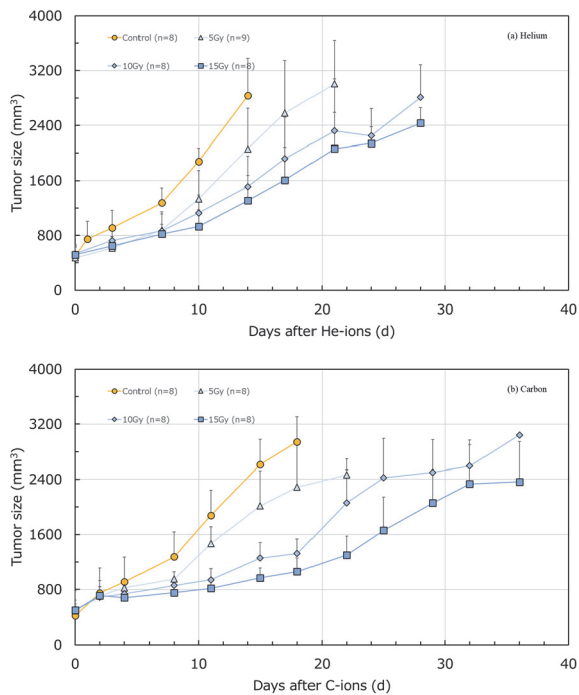 4000
(a) Helium
Control (n=8) 5Gy (n=9)
10Gy (n=8) 15Gy (n=8)
3200
2400
1600
800
0
Tumor size (mm³)
0 10 20 30 40
Days after He-ions (d)
4000
(b) Carbon
Control (n=8) 5Gy (n=8)
10Gy (n=8) 15Gy (n=8)
3200
2400
1600
800
0
Tumor size (mm³)
0 10 20 30 40
Days after C-ions (d)